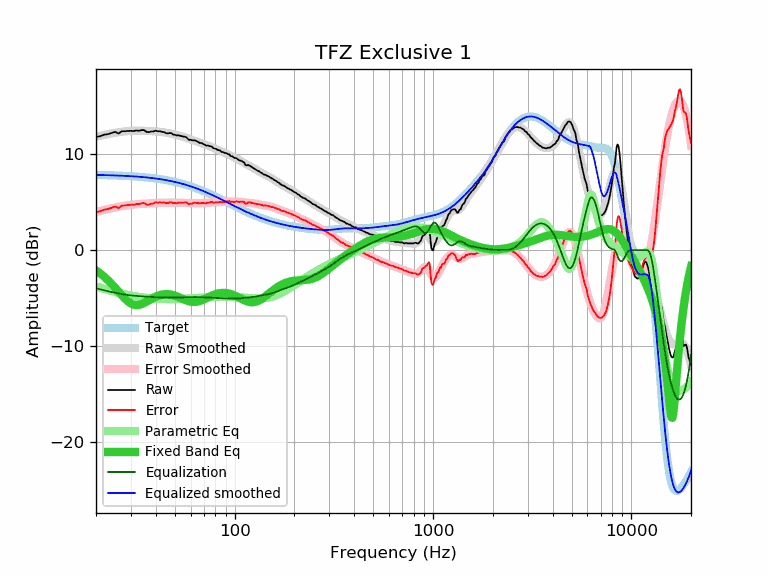 TFZ Exclusive 1
Amplitude (dBr)
10
0
−10
−20
Target
Raw Smoothed
Error Smoothed
Raw
Error
Parametric Eq
Fixed Band Eq
Equalization
Equalized smoothed
100 1000 10000
Frequency (Hz)